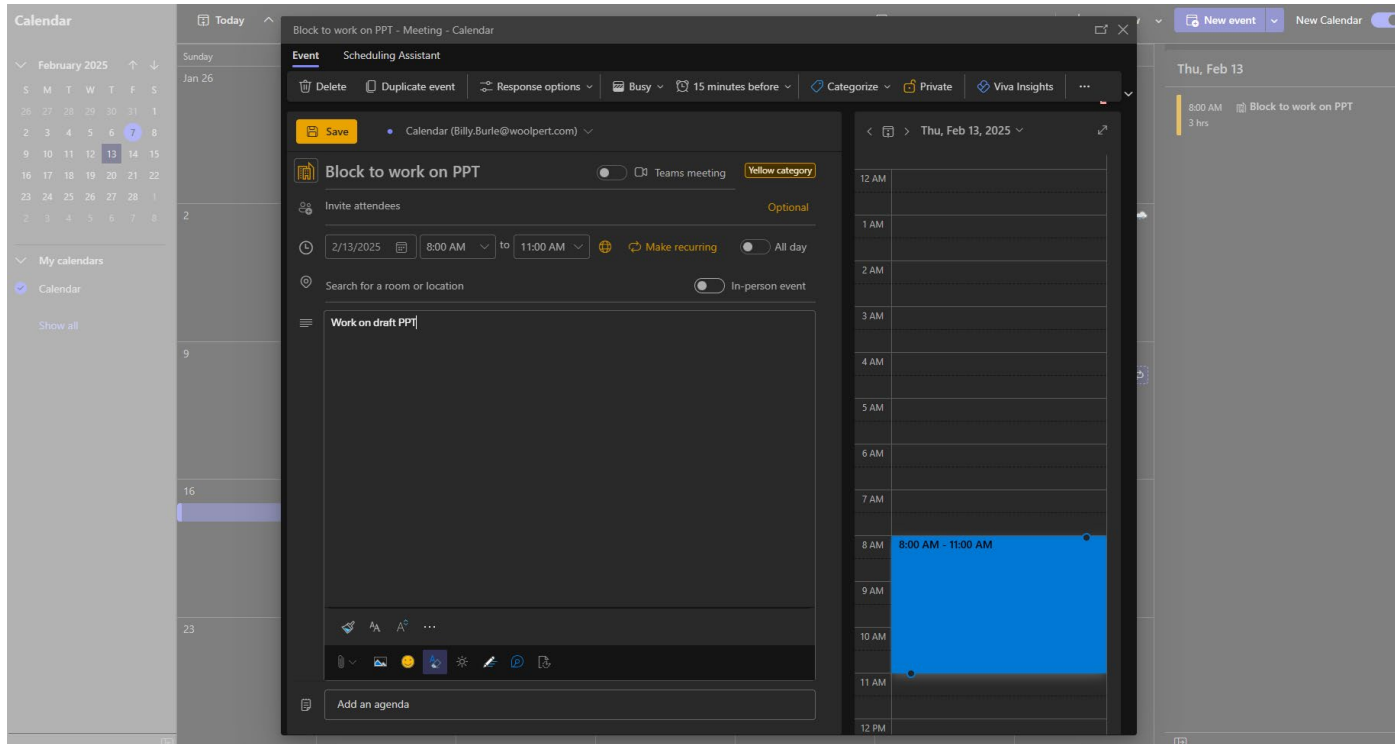 Calendar
Today
New event
New Calendar
February 2025
S M T W T F S
26 27 28 29 30 31 1
2 3 4 5 6 7 8
9 10 11 12 13 14 15
16 17 18 19 20 21 22
23 24 25 26 27 28 1
2 3 4 5 6 7 8
My calendars
Calendar
Show all
Sunday
Jan 26
2
9
16
23
Block to work on PPT - Meeting - Calendar
Event Scheduling Assistant
Delete Duplicate event Response options Busy 15 minutes before Categorize Private Viva Insights ...
Save Calendar (Billy.Burle@woolpert.com)
Block to work on PPT Teams meeting Yellow category
Invite attendees Optional
2/13/2025 8:00 AM to 11:00 AM Make recurring All day
Search for a room or location In-person event
Work on draft PPT
Add an agenda
Thu, Feb 13, 2025
12 AM
1 AM
2 AM
3 AM
4 AM
5 AM
6 AM
7 AM
8 AM 8:00 AM - 11:00 AM
9 AM
10 AM
11 AM
12 PM
Thu, Feb 13
8:00 AM Block to work on PPT
3 hrs